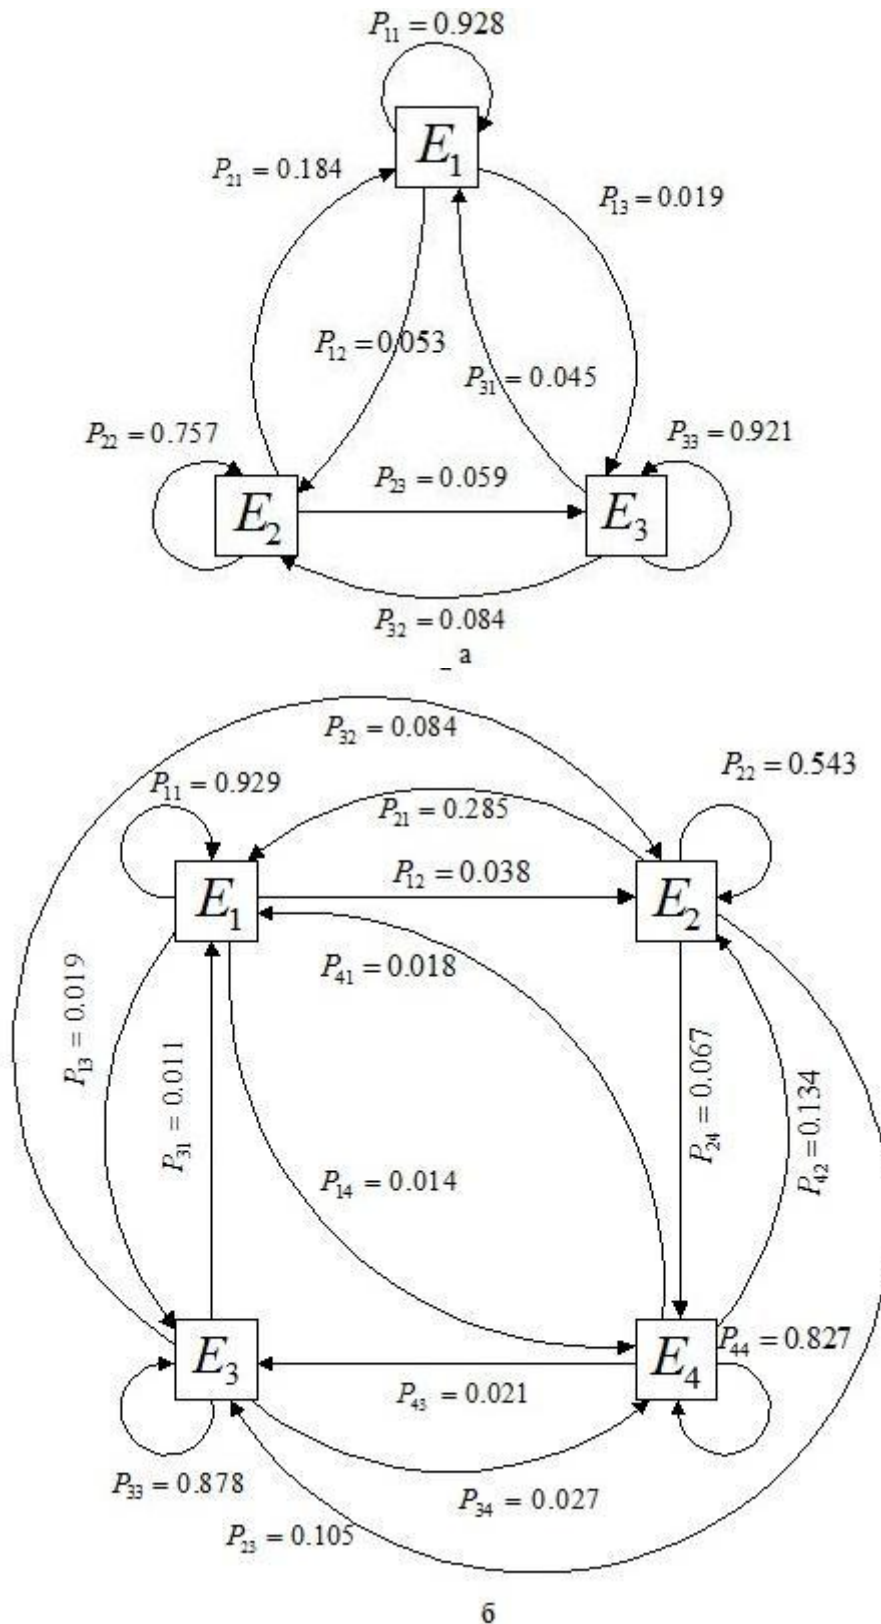 P₁₁ = 0.928
E₁
P₂₁ = 0.184
P₁₃ = 0.019
P₁₂ = 0.053
P₃₁ = 0.045
P₂₂ = 0.757
P₃₃ = 0.921
P₂₃ = 0.059
E₂
E₃
P₃₂ = 0.084
_ а
P₃₂ = 0.084
P₁₁ = 0.929
P₂₂ = 0.543
P₂₁ = 0.285
P₁₂ = 0.038
E₁
E₂
P₄₁ = 0.018
P₁₃ = 0.019
P₃₁ = 0.011
P₂₄ = 0.067
P₄₂ = 0.134
P₁₄ = 0.014
E₃
E₄
P₄₄ = 0.827
P₄₃ = 0.021
P₃₃ = 0.878
P₃₄ = 0.027
P₂₃ = 0.105
б